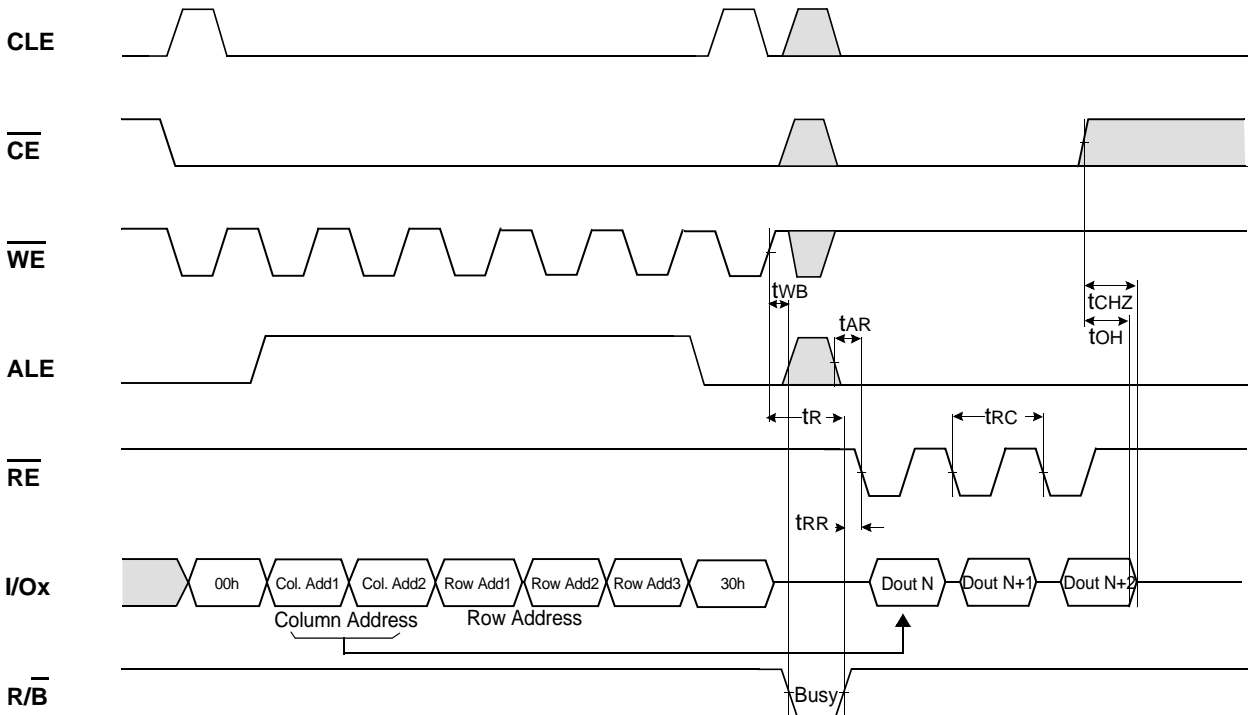 CLE
CE
WE
tWB
tCHZ
tAR
tOH
ALE
tR
tRC
RE
tRR
I/Ox
00h Col. Add1 Col. Add2 Row Add1 Row Add2 Row Add3 30h Dout N Dout N+1 Dout N+2
Column Address Row Address
R/B
Busy